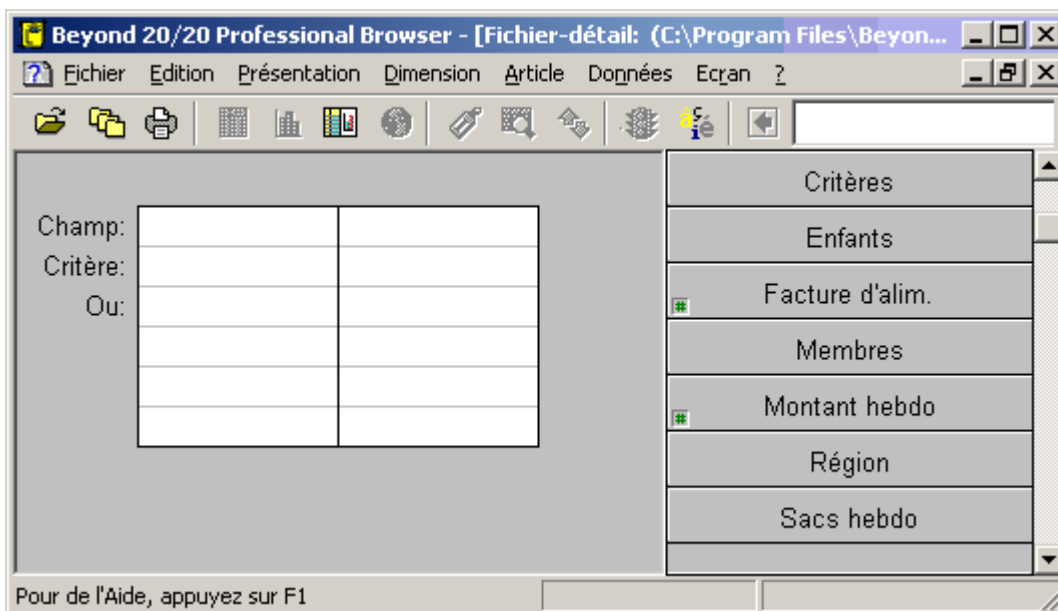 Beyond 20/20 Professional Browser - [Fichier-détail: (C:\Program Files\Beyon...
Fichier Edition Présentation Dimension Article Données Ecran ?
Champ:
Critère:
Ou:
Critères
Enfants
Facture d'alim.
Membres
Montant hebdo
Région
Sacs hebdo
Pour de l'Aide, appuyez sur F1